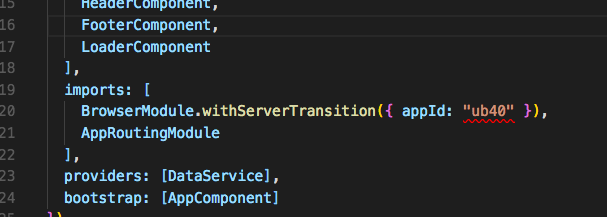 15 HeaderComponent,
16 FooterComponent,
17 LoaderComponent
18 ],
19 imports: [
20 BrowserModule.withServerTransition({ appId: "ub40" }),
21 AppRoutingModule
22 ],
23 providers: [DataService],
24 bootstrap: [AppComponent]
25 })